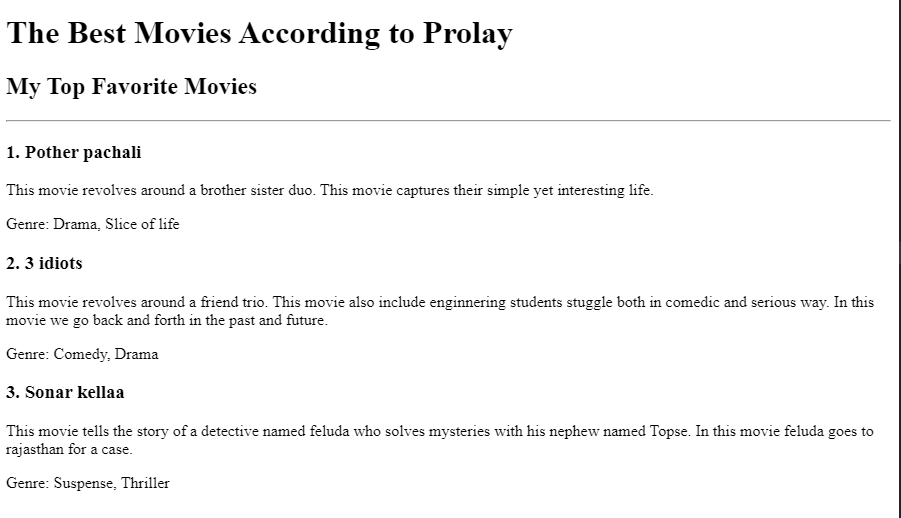 The Best Movies According to Prolay
My Top Favorite Movies
1. Pother pachali
This movie revolves around a brother sister duo. This movie captures their simple yet interesting life.
Genre: Drama, Slice of life
2. 3 idiots
This movie revolves around a friend trio. This movie also include enginnering students stuggle both in comedic and serious way. In this
movie we go back and forth in the past and future.
Genre: Comedy, Drama
3. Sonar kellaa
This movie tells the story of a detective named feluda who solves mysteries with his nephew named Topse. In this movie feluda goes to
rajasthan for a case.
Genre: Suspense, Thriller